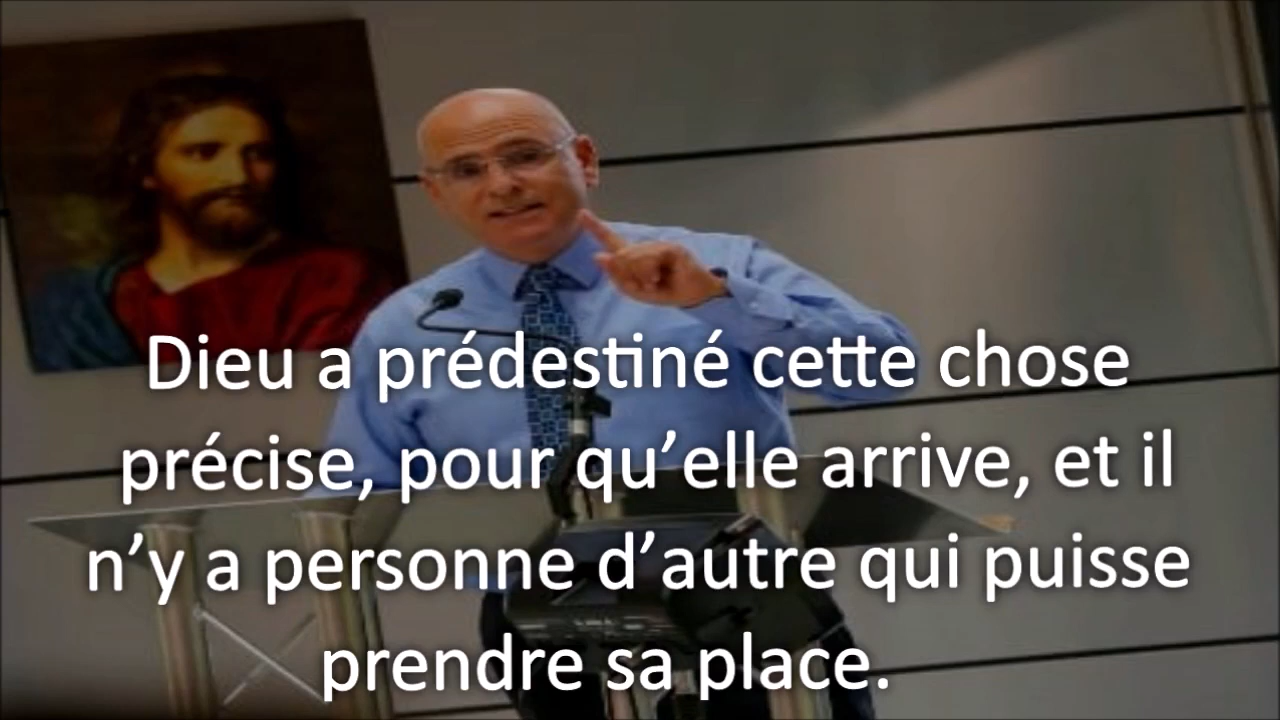 Dieu a prédestiné cette chose
précise, pour qu’elle arrive, et il
n’y a personne d’autre qui puisse
prendre sa place.